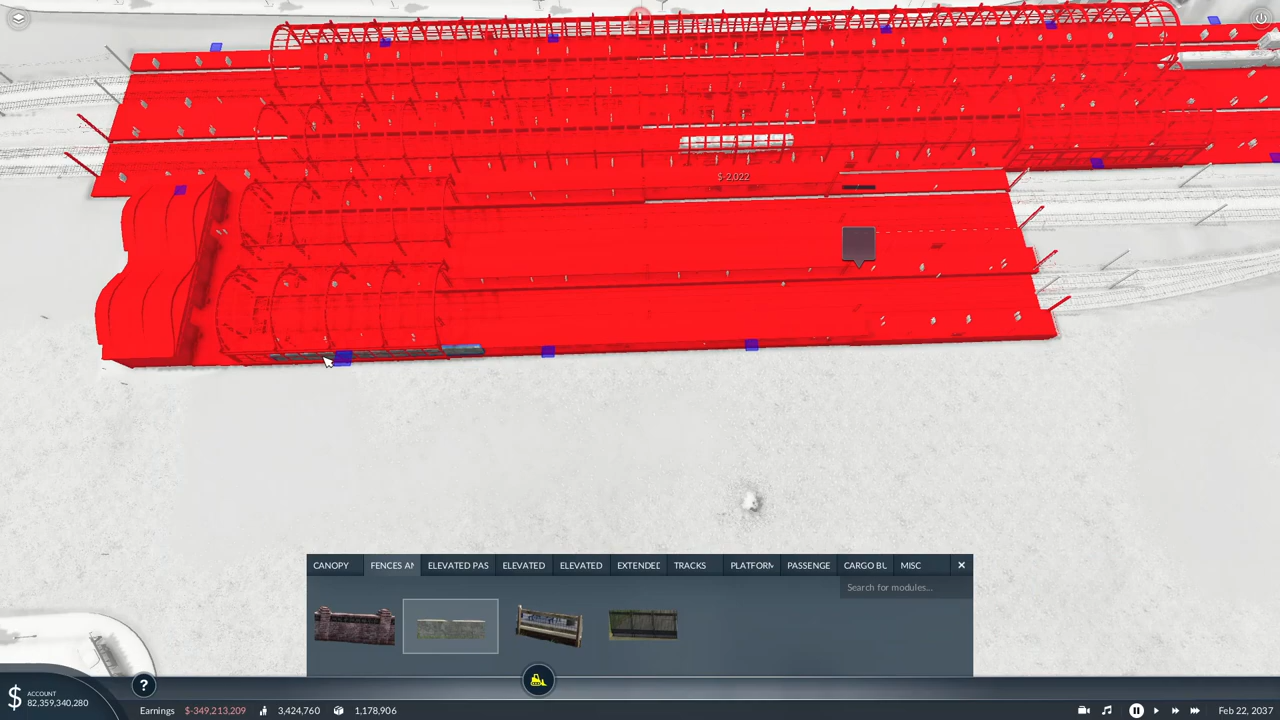 $-2,022
CANOPY FENCES AN ELEVATED PAS ELEVATED ELEVATED EXTENDED TRACKS PLATFORM PASSENGE CARGO BU MISC
Search for modules...
?
$ ACCOUNT
82,359,340,280
Earnings $-349,213,209 3,424,760 1,178,906 Feb 22, 2037